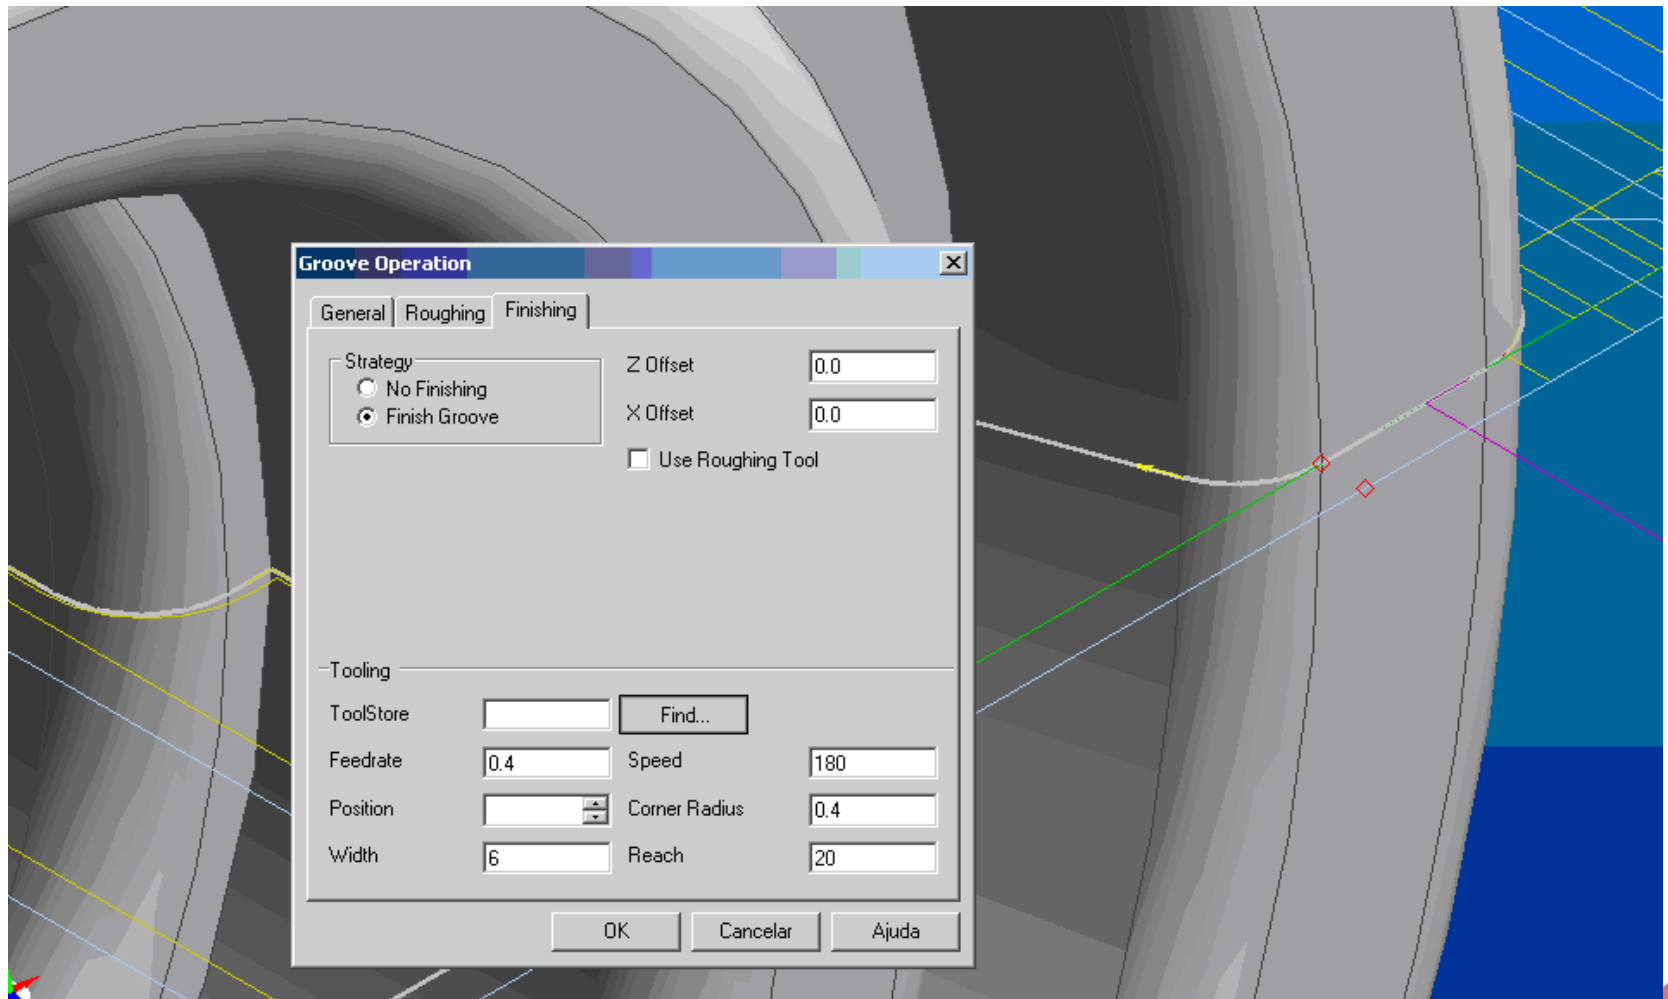 Groove Operation
General Roughing Finishing
Strategy
No Finishing
Finish Groove
Z Offset 0.0
X Offset 0.0
Use Roughing Tool
Tooling
ToolStore Find...
Feedrate 0.4 Speed 180
Position Corner Radius 0.4
Width 6 Reach 20
OK Cancelar Ajuda